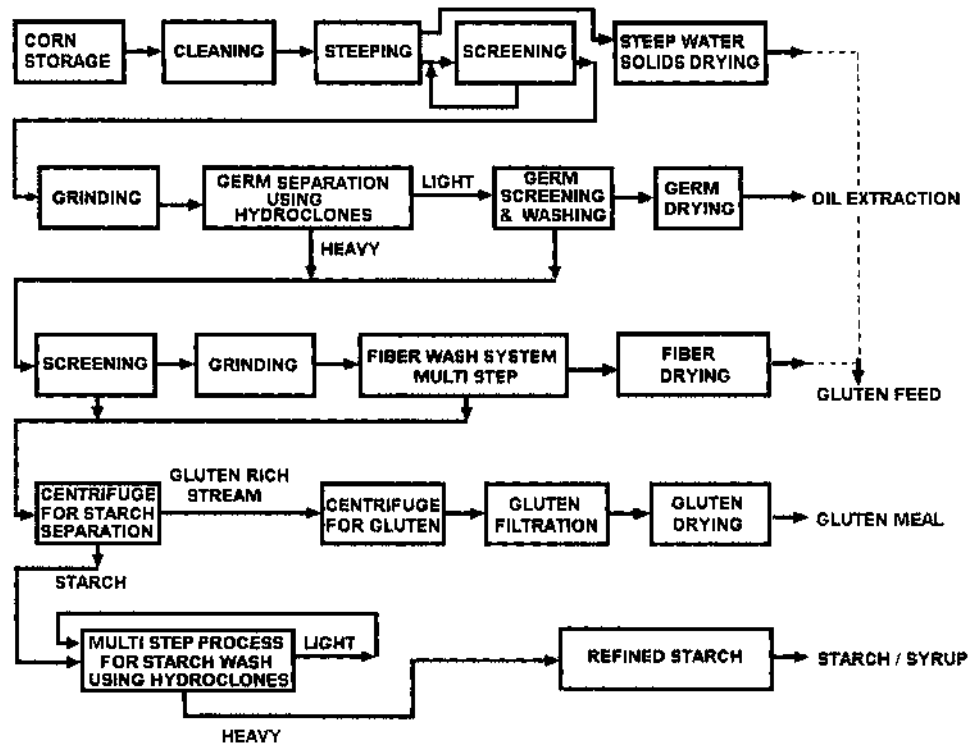 CORN
STORAGE
CLEANING
STEEPING
SCREENING
STEEP WATER
SOLIDS DRYING
GRINDING
GERM SEPARATION
USING
HYDROCLONES
LIGHT
GERM
SCREENING
& WASHING
GERM
DRYING
OIL EXTRACTION
HEAVY
SCREENING
GRINDING
FIBER WASH SYSTEM
MULTI STEP
FIBER
DRYING
GLUTEN FEED
CENTRIFUGE
FOR STARCH
SEPARATION
GLUTEN RICH
STREAM
CENTRIFUGE
FOR GLUTEN
GLUTEN
FILTRATION
GLUTEN
DRYING
GLUTEN MEAL
STARCH
MULTI STEP PROCESS
FOR STARCH WASH
USING HYDROCLONES
LIGHT
REFINED STARCH
STARCH / SYRUP
HEAVY